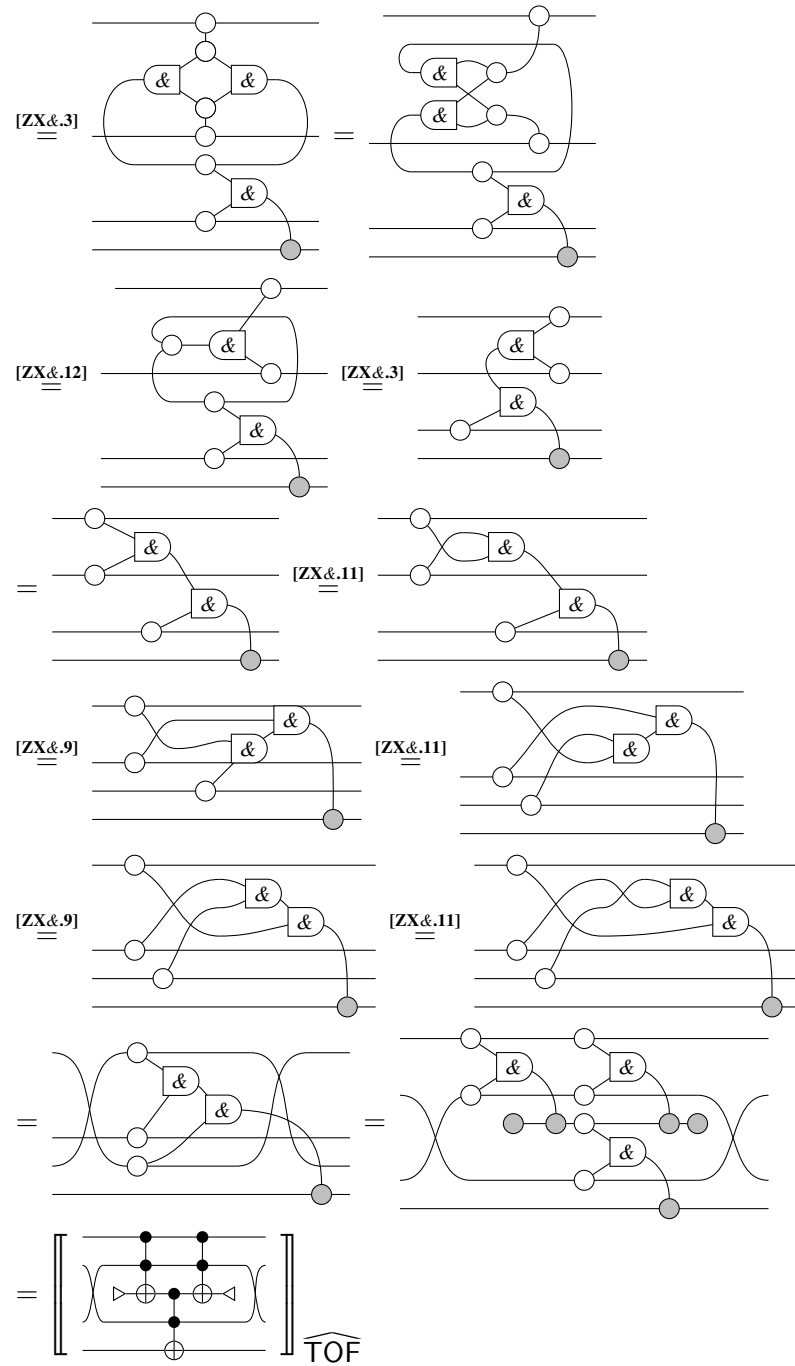 & &
[ZX&.3] =
&
& &
=
&
[ZX&.12] = &
&
[ZX&.3] = &
&
= &
&
[ZX&.11] = &
&
[ZX&.9] = &
&
[ZX&.11] = &
&
[ZX&.9] = &
&
[ZX&.11] = &
&
= &
&
= & &
&
=
TOF